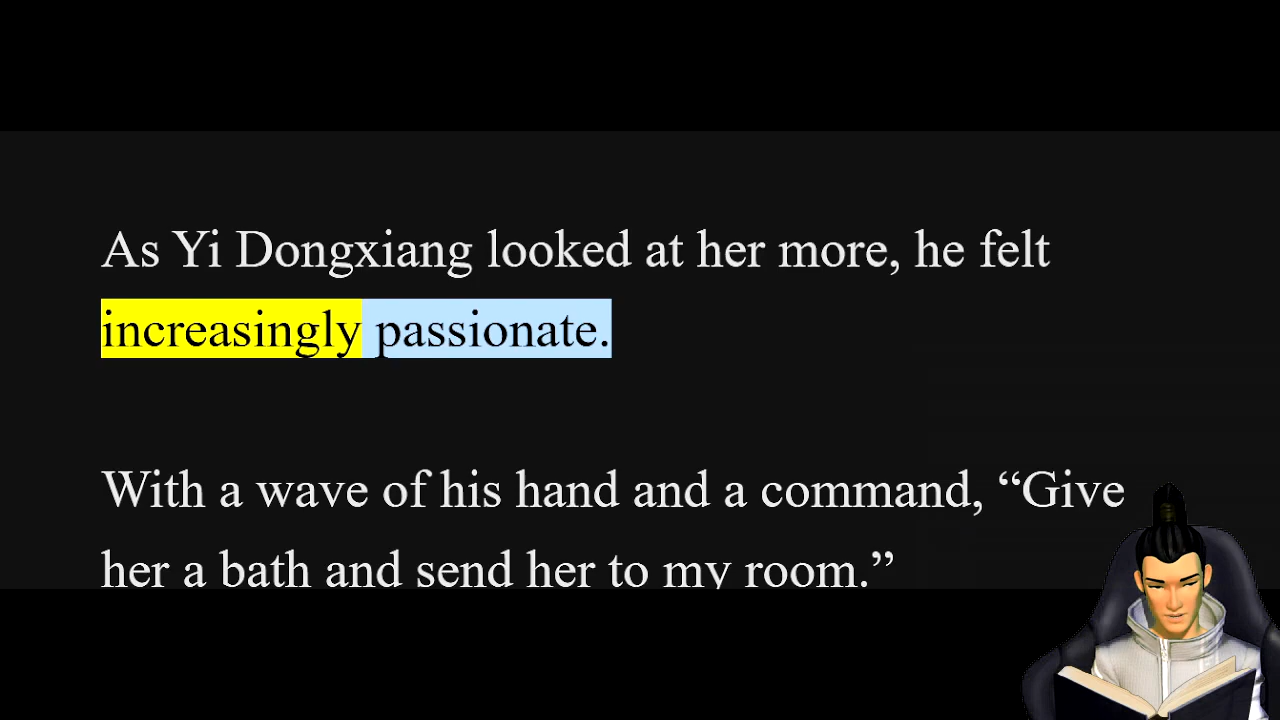 As Yi Dongxiang looked at her more, he felt
increasingly passionate.
With a wave of his hand and a command, “Give
her a bath and send her to my room.”